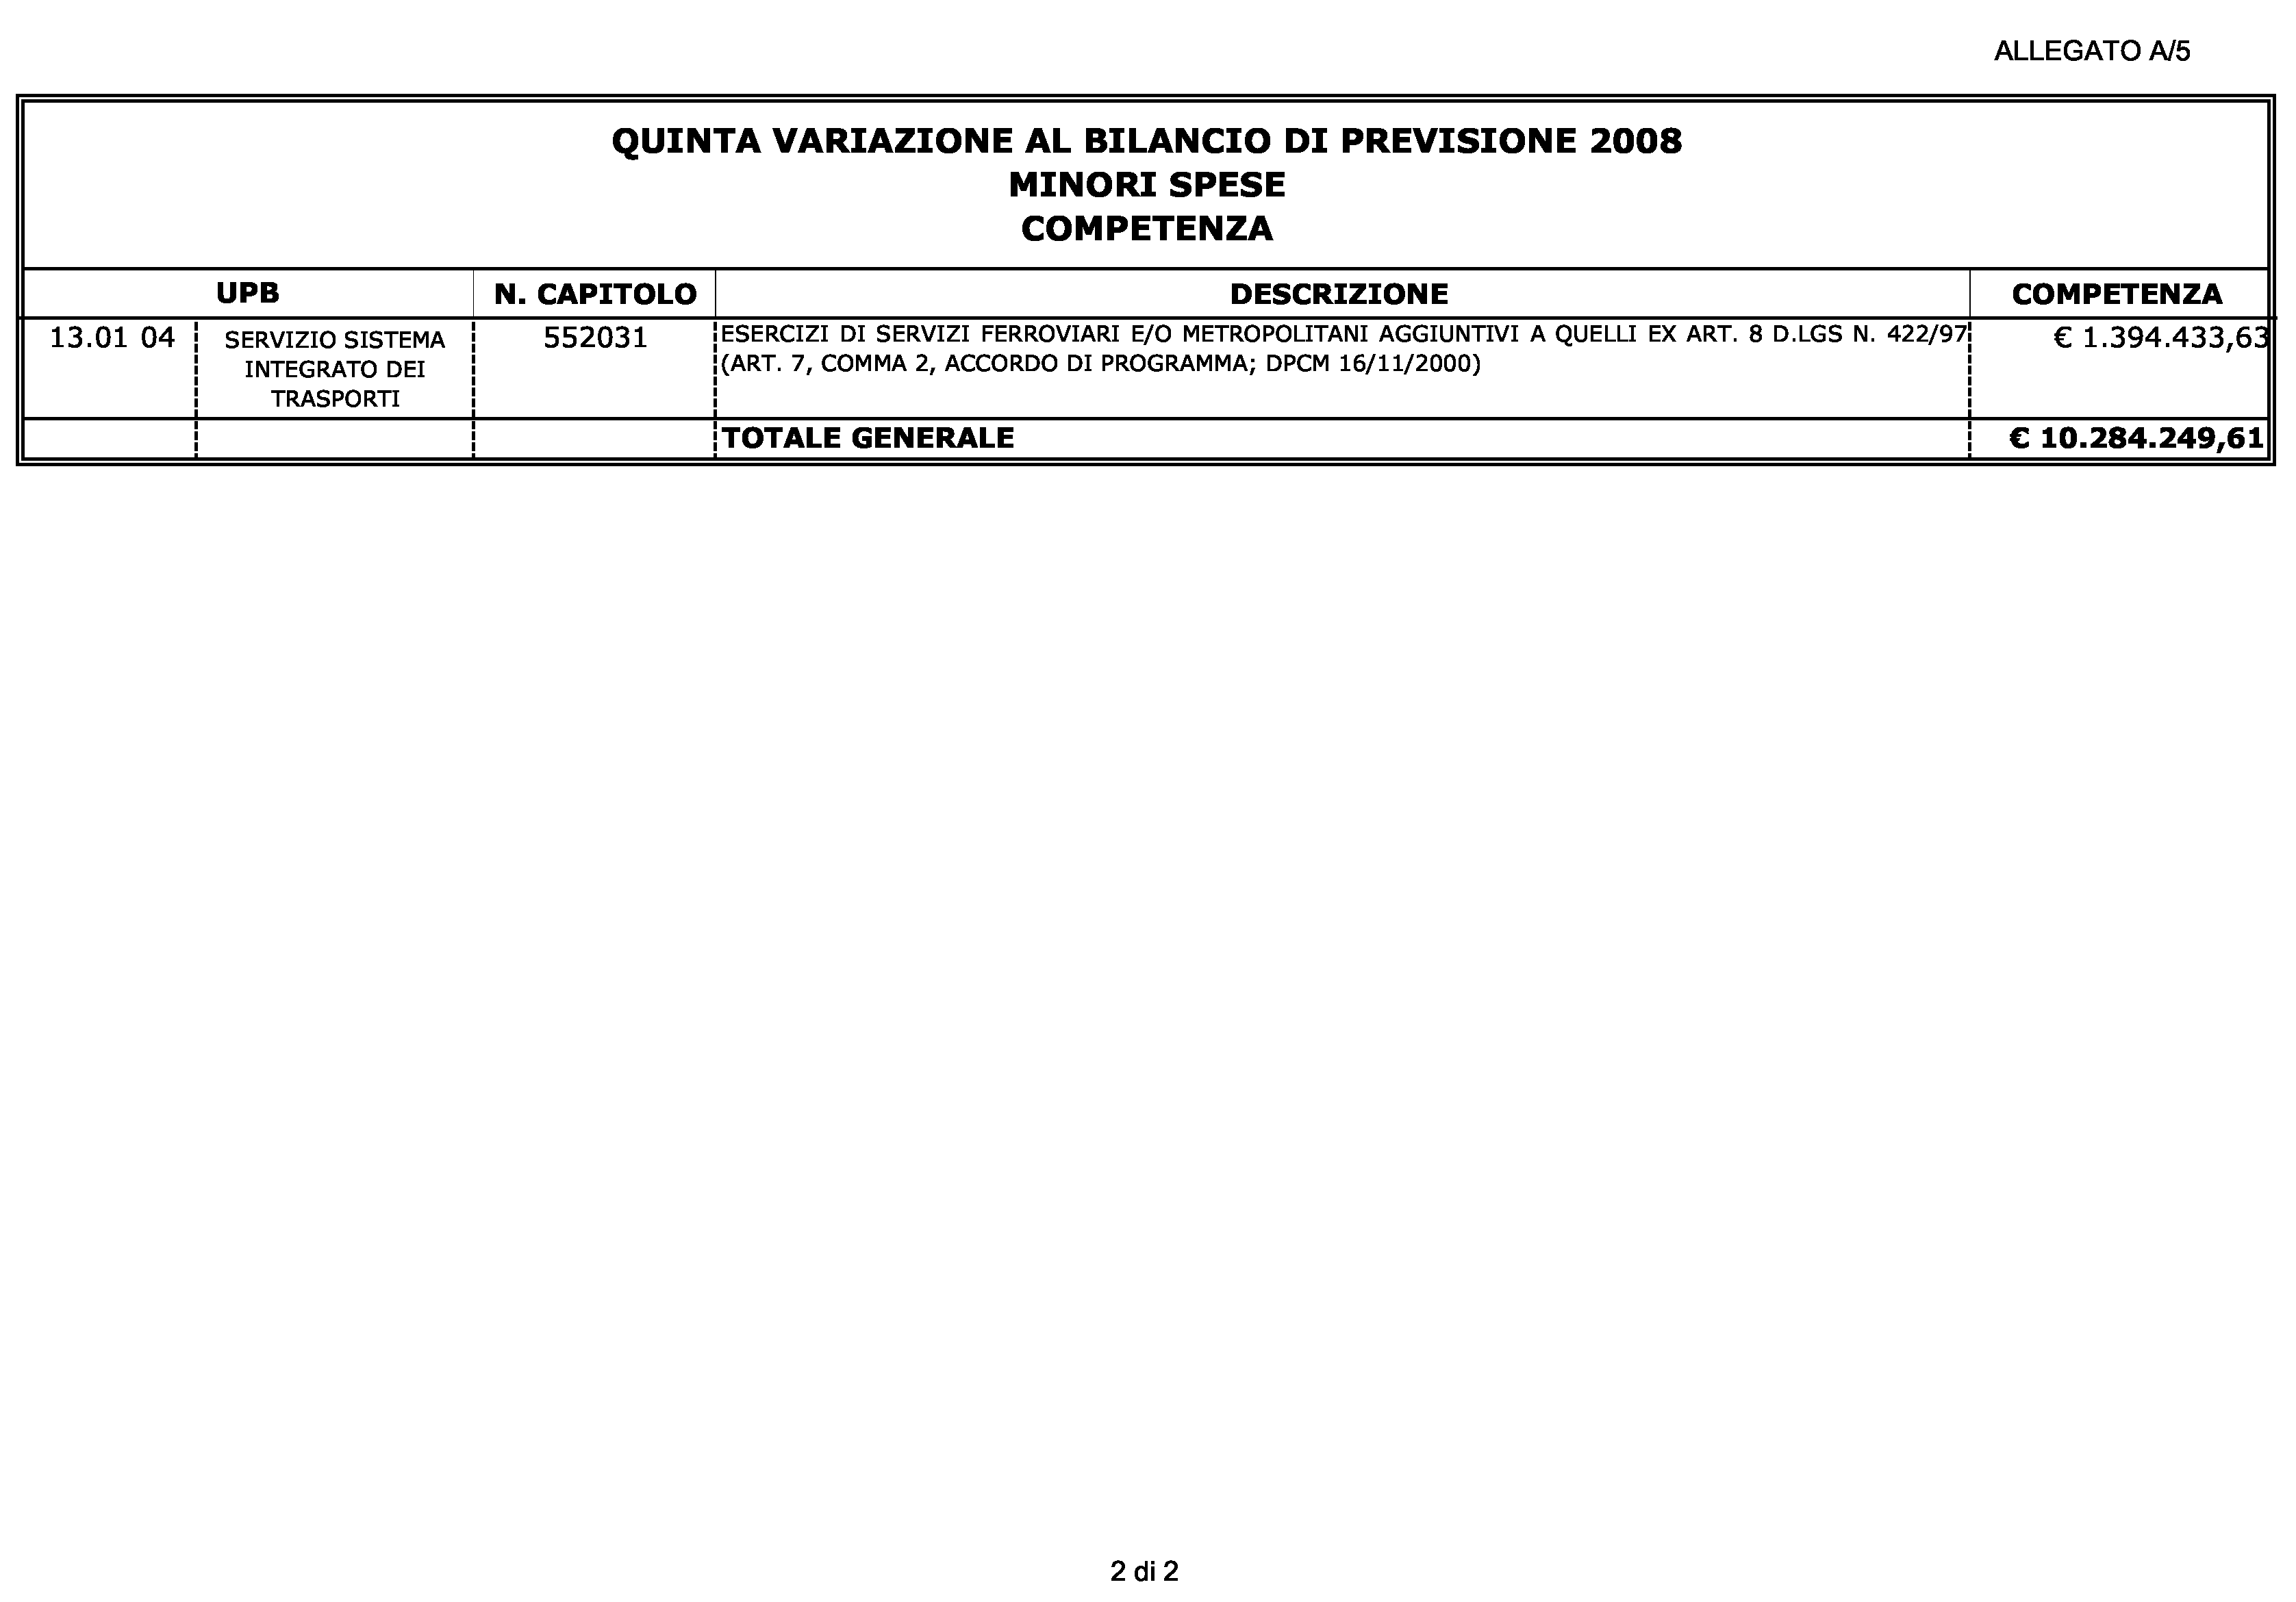 ALLEGATO A/5
QUINTA VARIAZIONE AL BILANCIO DI PREVISIONE 2008
MINORI SPESE
COMPETENZA
UPB N. CAPITOLO DESCRIZIONE COMPETENZA
13.01 04 SERVIZIO SISTEMA 552031 ESERCIZI DI SERVIZI FERROVIARI E/O METROPOLITANI AGGIUNTIVI A QUELLI EX ART. 8 D.LGS N. 422/97 € 1.394.433,63
INTEGRATO DEI (ART. 7, COMMA 2, ACCORDO DI PROGRAMMA; DPCM 16/11/2000)
TRASPORTI
TOTALE GENERALE € 10.284.249,61
2 di 2